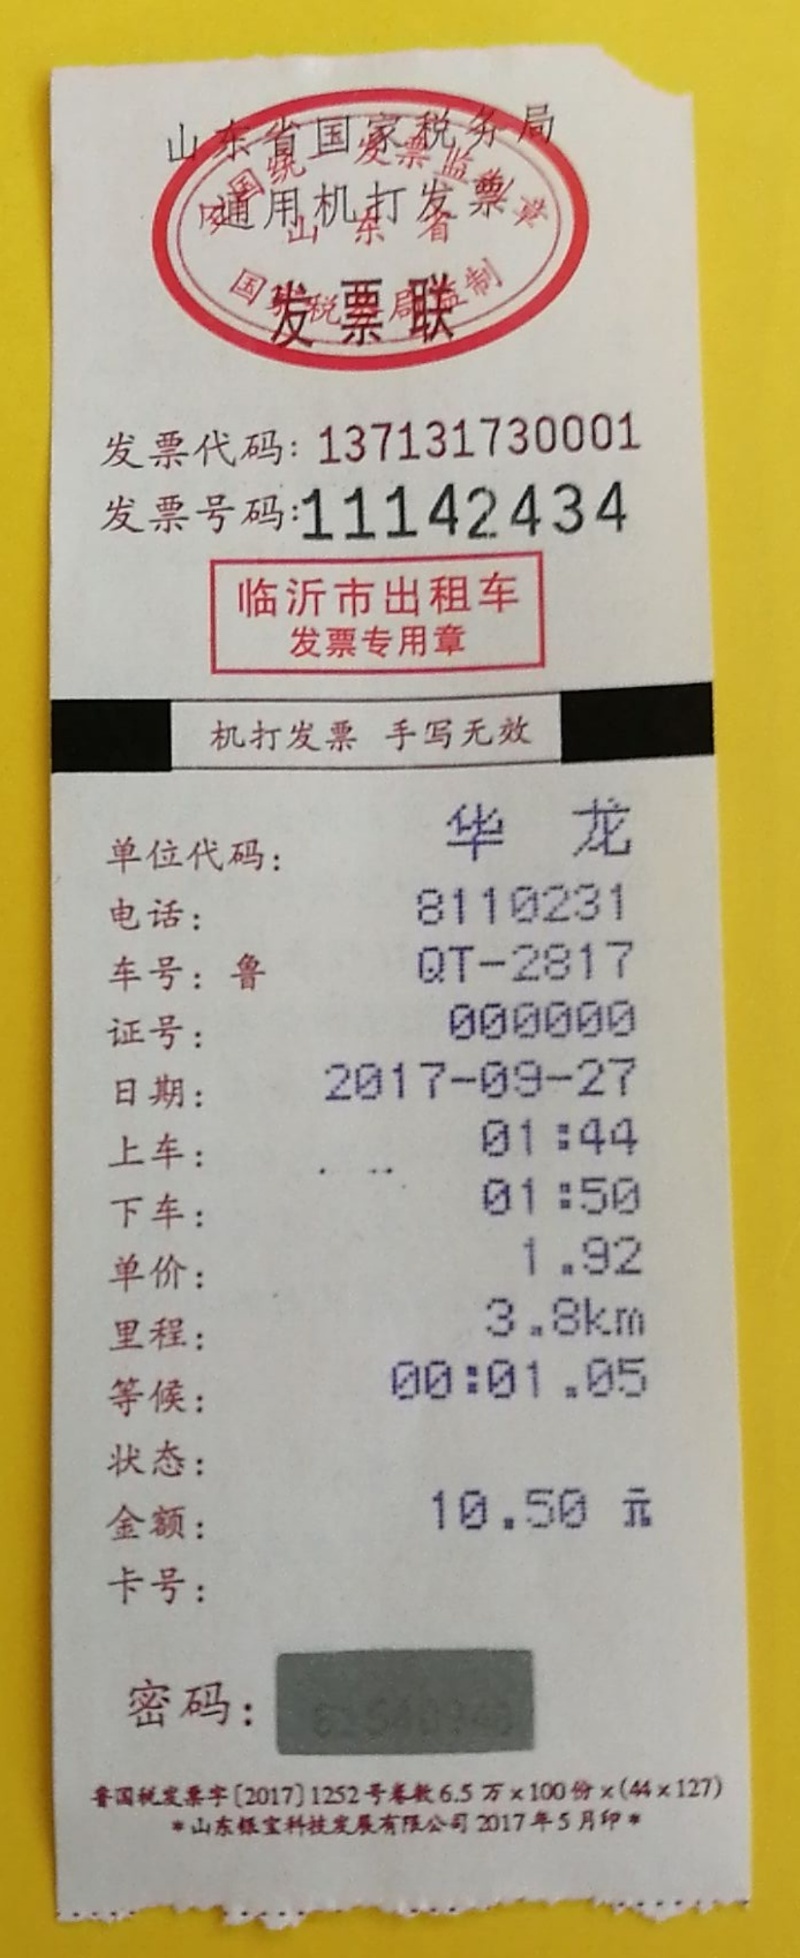 山东省国家税务局
通用机打发票
发票联
全国统一发票监制章
山东省
国家税务局监制
发票代码：137131730001
发票号码：11142434
临沂市出租车
发票专用章
机打发票 手写无效
单位代码： 华 龙
电话： 8110231
车号：鲁 QT-2817
证号： 000000
日期： 2017-09-27
上车： 01:44
下车： 01:50
单价： 1.92
里程： 3.8km
等候： 00:01.05
状态：
金额： 10.50 元
卡号：
密码：
鲁国税发票字[2017]1252号卷数6.5万×100份×(44×127)
*山东银宝科技发展有限公司2017年5月印*